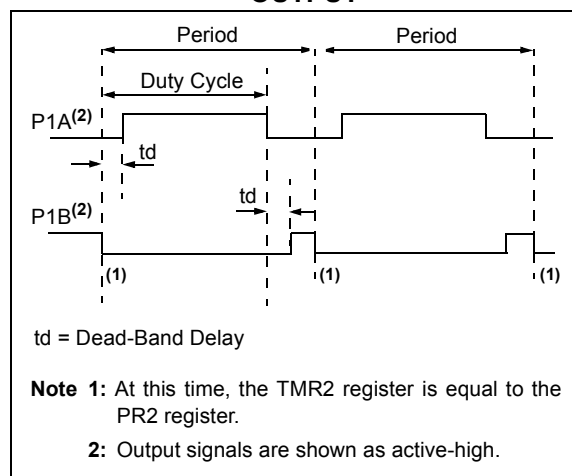 Period Period
Duty Cycle
P1A(2)
td
td
P1B(2)
(1) (1) (1)
td = Dead-Band Delay
Note 1: At this time, the TMR2 register is equal to the
PR2 register.
2: Output signals are shown as active-high.